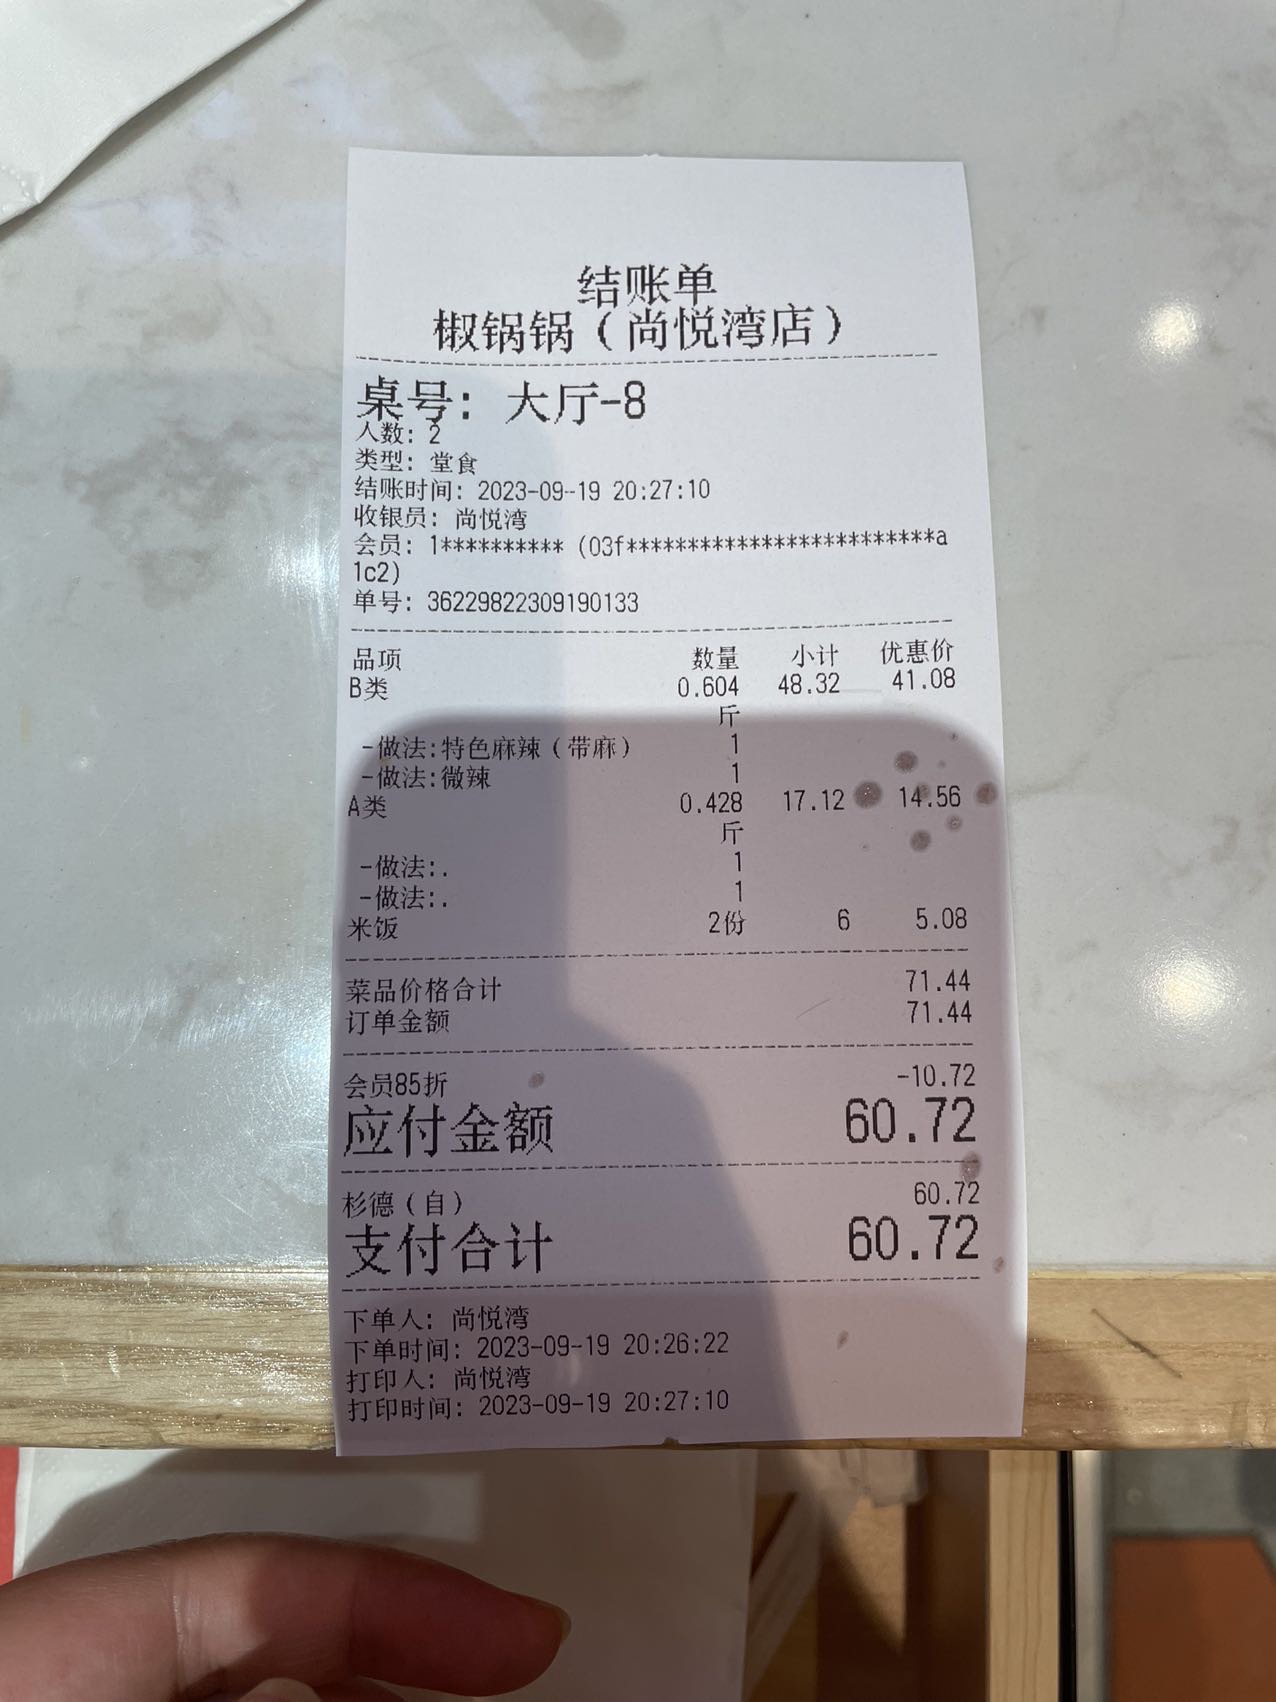 结账单
椒锅锅（尚悦湾店）
桌号: 大厅-8
人数: 2
类型: 堂食
结账时间: 2023-09-19 20:27:10
收银员: 尚悦湾
会员: 1********** (03f*************************a
1c2)
单号: 36229822309190133
品项 数量 小计 优惠价
B类 0.604 48.32 41.08
斤
-做法:特色麻辣（带麻） 1
-做法:微辣 1
A类 0.428 17.12 14.56
斤
-做法:. 1
-做法:. 1
米饭 2份 6 5.08
菜品价格合计 71.44
订单金额 71.44
会员85折 -10.72
应付金额 60.72
杉德（自） 60.72
支付合计 60.72
下单人: 尚悦湾
下单时间: 2023-09-19 20:26:22
打印人: 尚悦湾
打印时间: 2023-09-19 20:27:10